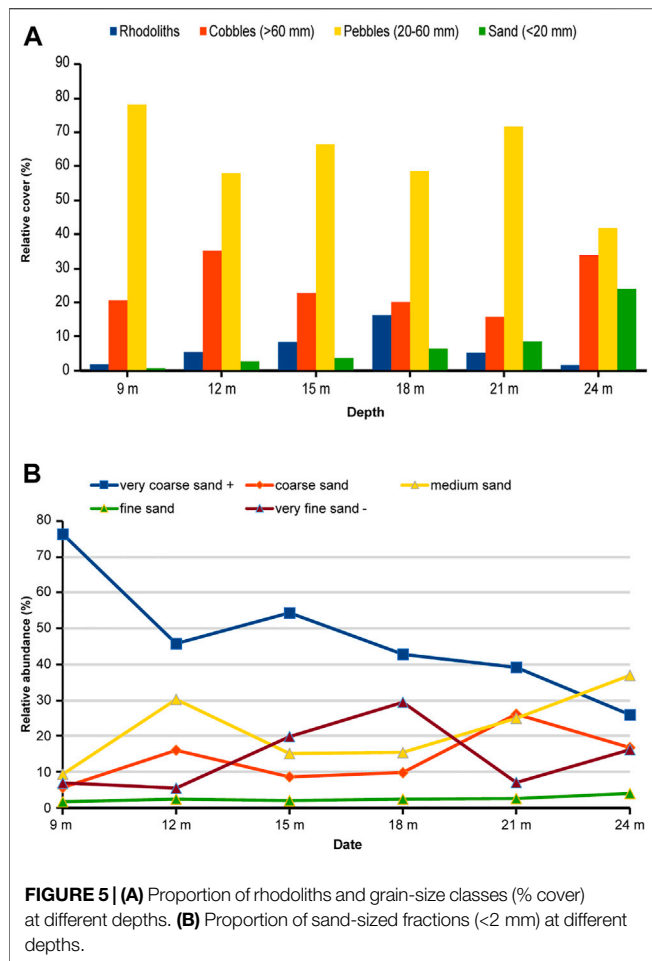 A
Rhodoliths Cobbles (>60 mm) Pebbles (20-60 mm) Sand (<20 mm)
Relative cover (%)
90
80
70
60
50
40
30
20
10
0
9 m 12 m 15 m 18 m 21 m 24 m
Depth
B
very coarse sand + coarse sand medium sand
fine sand very fine sand -
Relative abundance (%)
80
70
60
50
40
30
20
10
0
9 m 12 m 15 m 18 m 21 m 24 m
Date
FIGURE 5 | (A) Proportion of rhodoliths and grain-size classes (% cover)
at different depths. (B) Proportion of sand-sized fractions (<2 mm) at different
depths.